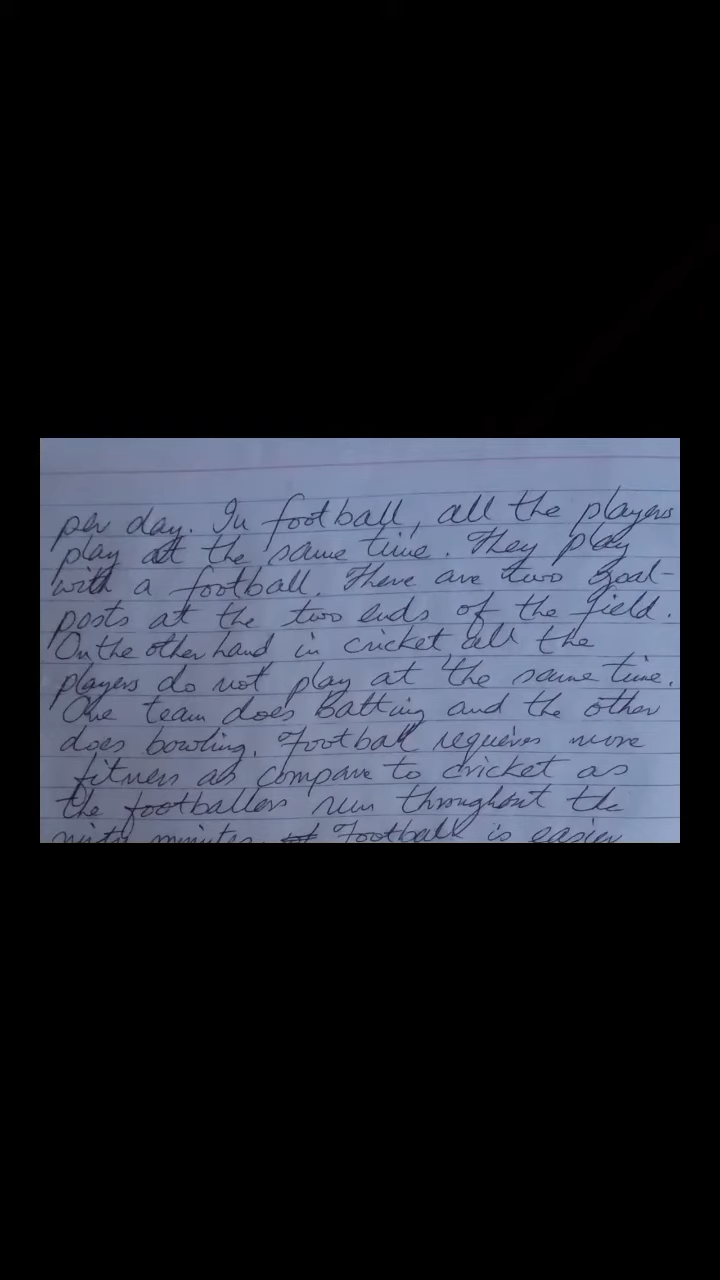 per day. In football, all the players
play at the same time. They play
with a football. There are two goal-
posts at the two ends of the field.
On the other hand in cricket all the
players do not play at the same time.
One team does Batting and the other
does bowling. Football requires more
fitness as compare to cricket as
the footballers run throughout the
minutes. Football is easier